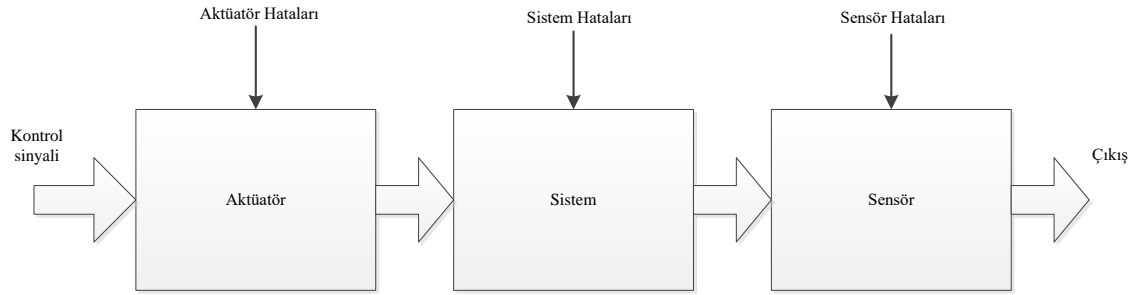 Aktüatör Hataları
Sistem Hataları
Sensör Hataları
Kontrol
sinyali
Aktüatör
Sistem
Sensör
Çıkış